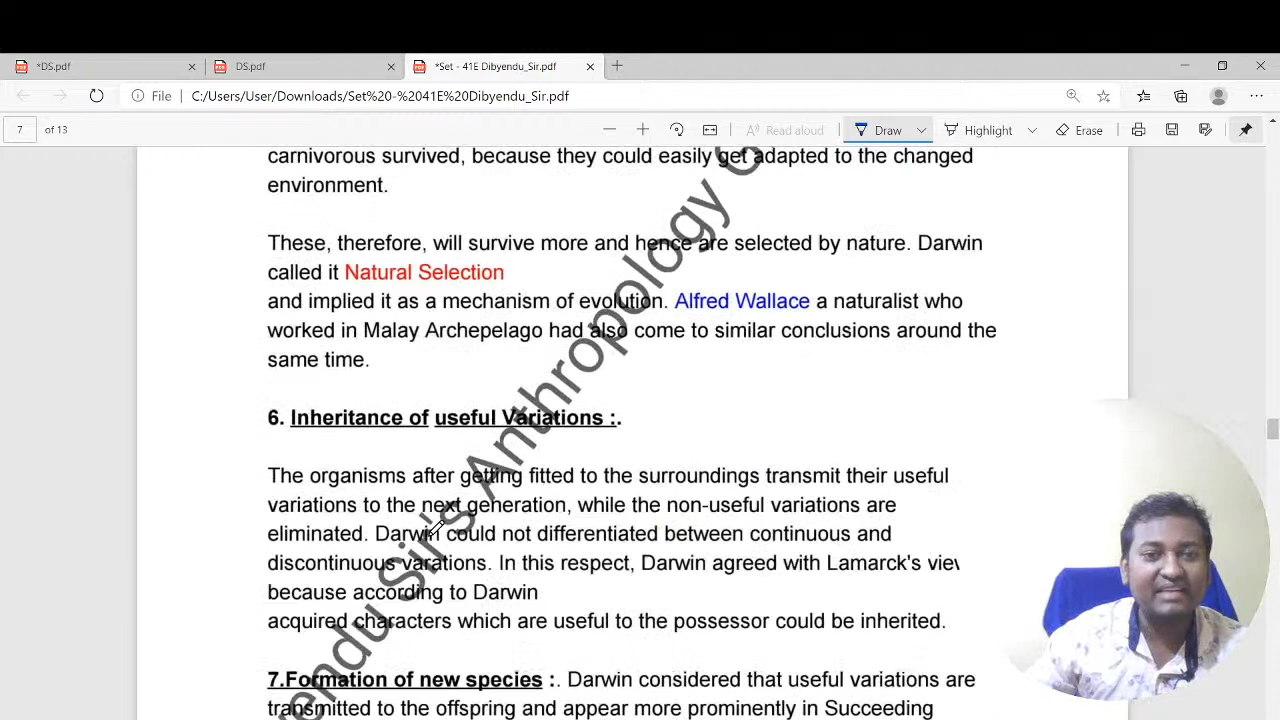 *DS.pdf
DS.pdf
*Set - 41E Dibyendu_Sir.pdf
File C:/Users/User/Downloads/Set%20-%2041E%20Dibyendu_Sir.pdf
7 of 13
Read aloud
Draw
Highlight
Erase
carnivorous survived, because they could easily get adapted to the changed
environment.
These, therefore, will survive more and hence are selected by nature. Darwin
called it Natural Selection
and implied it as a mechanism of evolution. Alfred Wallace a naturalist who
worked in Malay Archepelago had also come to similar conclusions around the
same time.
6. Inheritance of useful Variations :.
The organisms after getting fitted to the surroundings transmit their useful
variations to the next generation, while the non-useful variations are
eliminated. Darwin could not differentiated between continuous and
discontinuous varations. In this respect, Darwin agreed with Lamarck's
because according to Darwin
acquired characters which are useful to the possessor could be inherited.
7.Formation of new species :. Darwin considered that useful variations are
transmitted to the offspring and appear more prominently in Succeeding
endu Sir's Anthropology